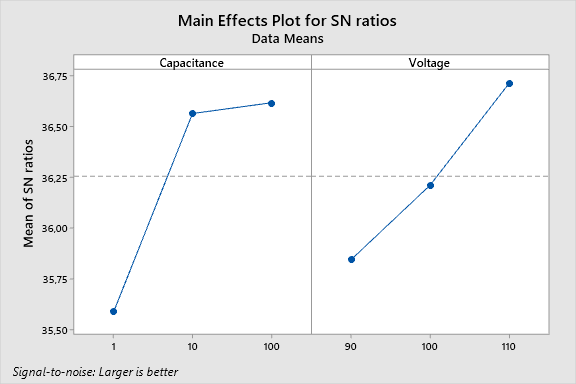 Main Effects Plot for SN ratios
Data Means
Capacitance Voltage
36,75
36,50
36,25
36,00
35,75
35,50
Mean of SN ratios
1 10 100 90 100 110
Signal-to-noise: Larger is better